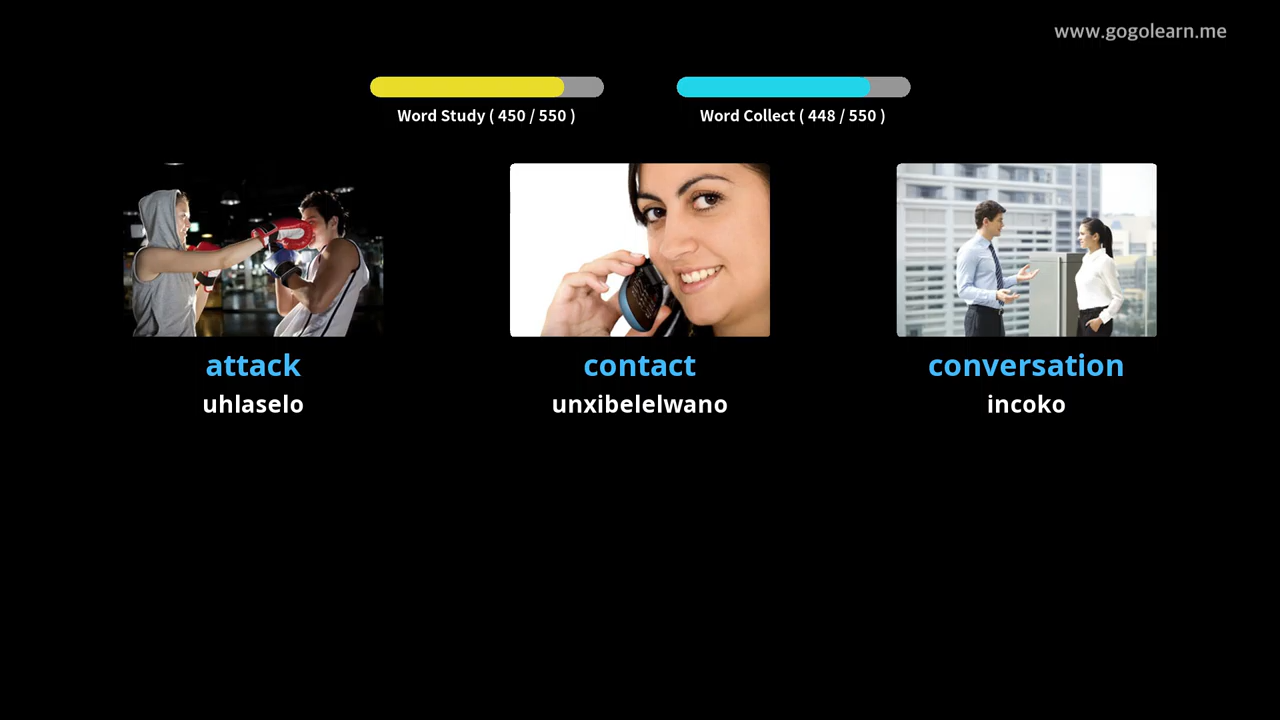 www.gogolearn.me
Word Study ( 450 / 550 )
Word Collect ( 448 / 550 )
attack
contact
conversation
uhlaselo
unxibelelwano
incoko